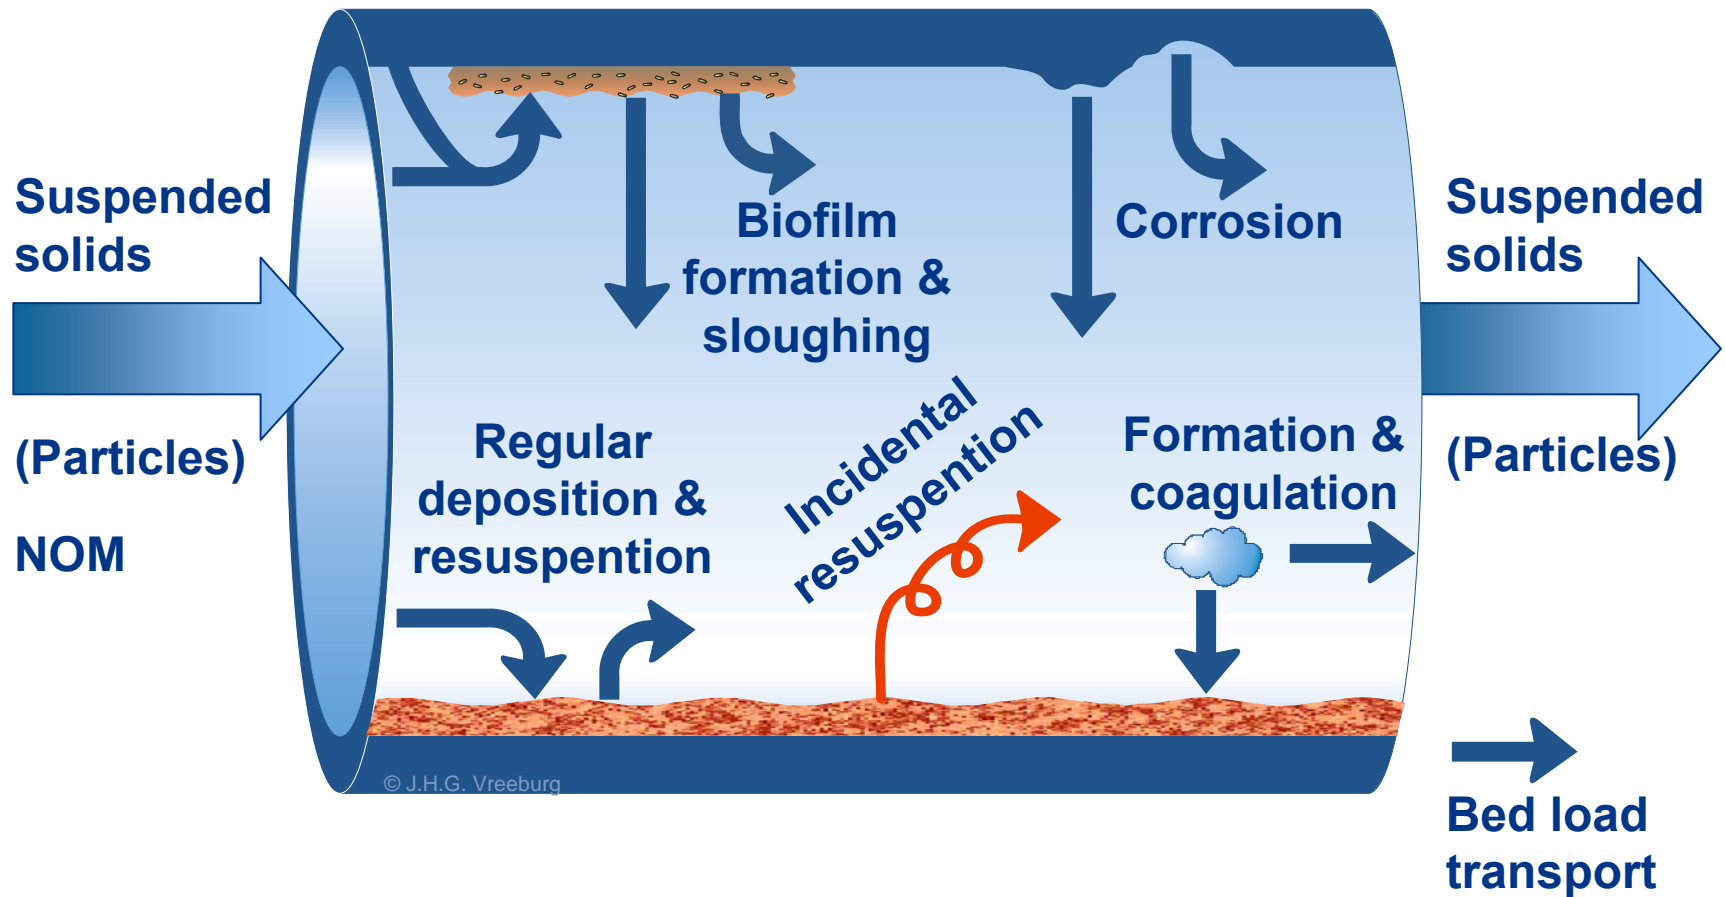 Suspended
solids
(Particles)
NOM
Biofilm
formation &
sloughing
Corrosion
Regular
deposition &
resuspention
Incidental
resuspention
Formation &
coagulation
Suspended
solids
(Particles)
Bed load
transport
© J.H.G. Vreeburg